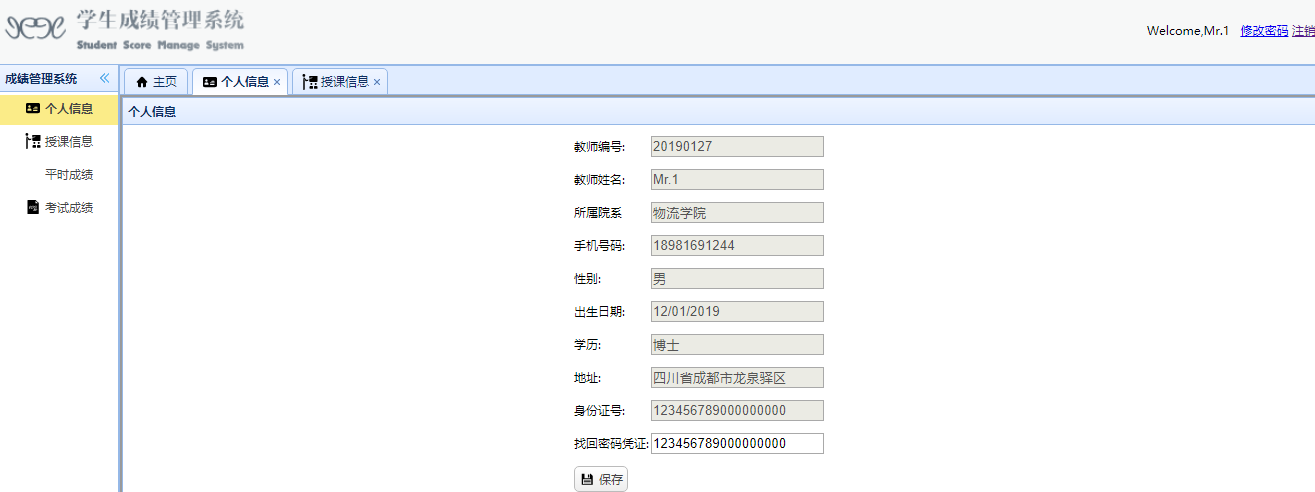 学生成绩管理系统
Student Score Manage System
Welcome,Mr.1 修改密码 注销
成绩管理系统
主页 个人信息 × 授课信息 ×
个人信息
授课信息
平时成绩
考试成绩
个人信息
教师编号: 20190127
教师姓名: Mr.1
所属院系 物流学院
手机号码: 18981691244
性别: 男
出生日期: 12/01/2019
学历: 博士
地址: 四川省成都市龙泉驿区
身份证号: 123456789000000000
找回密码凭证: 123456789000000000
保存